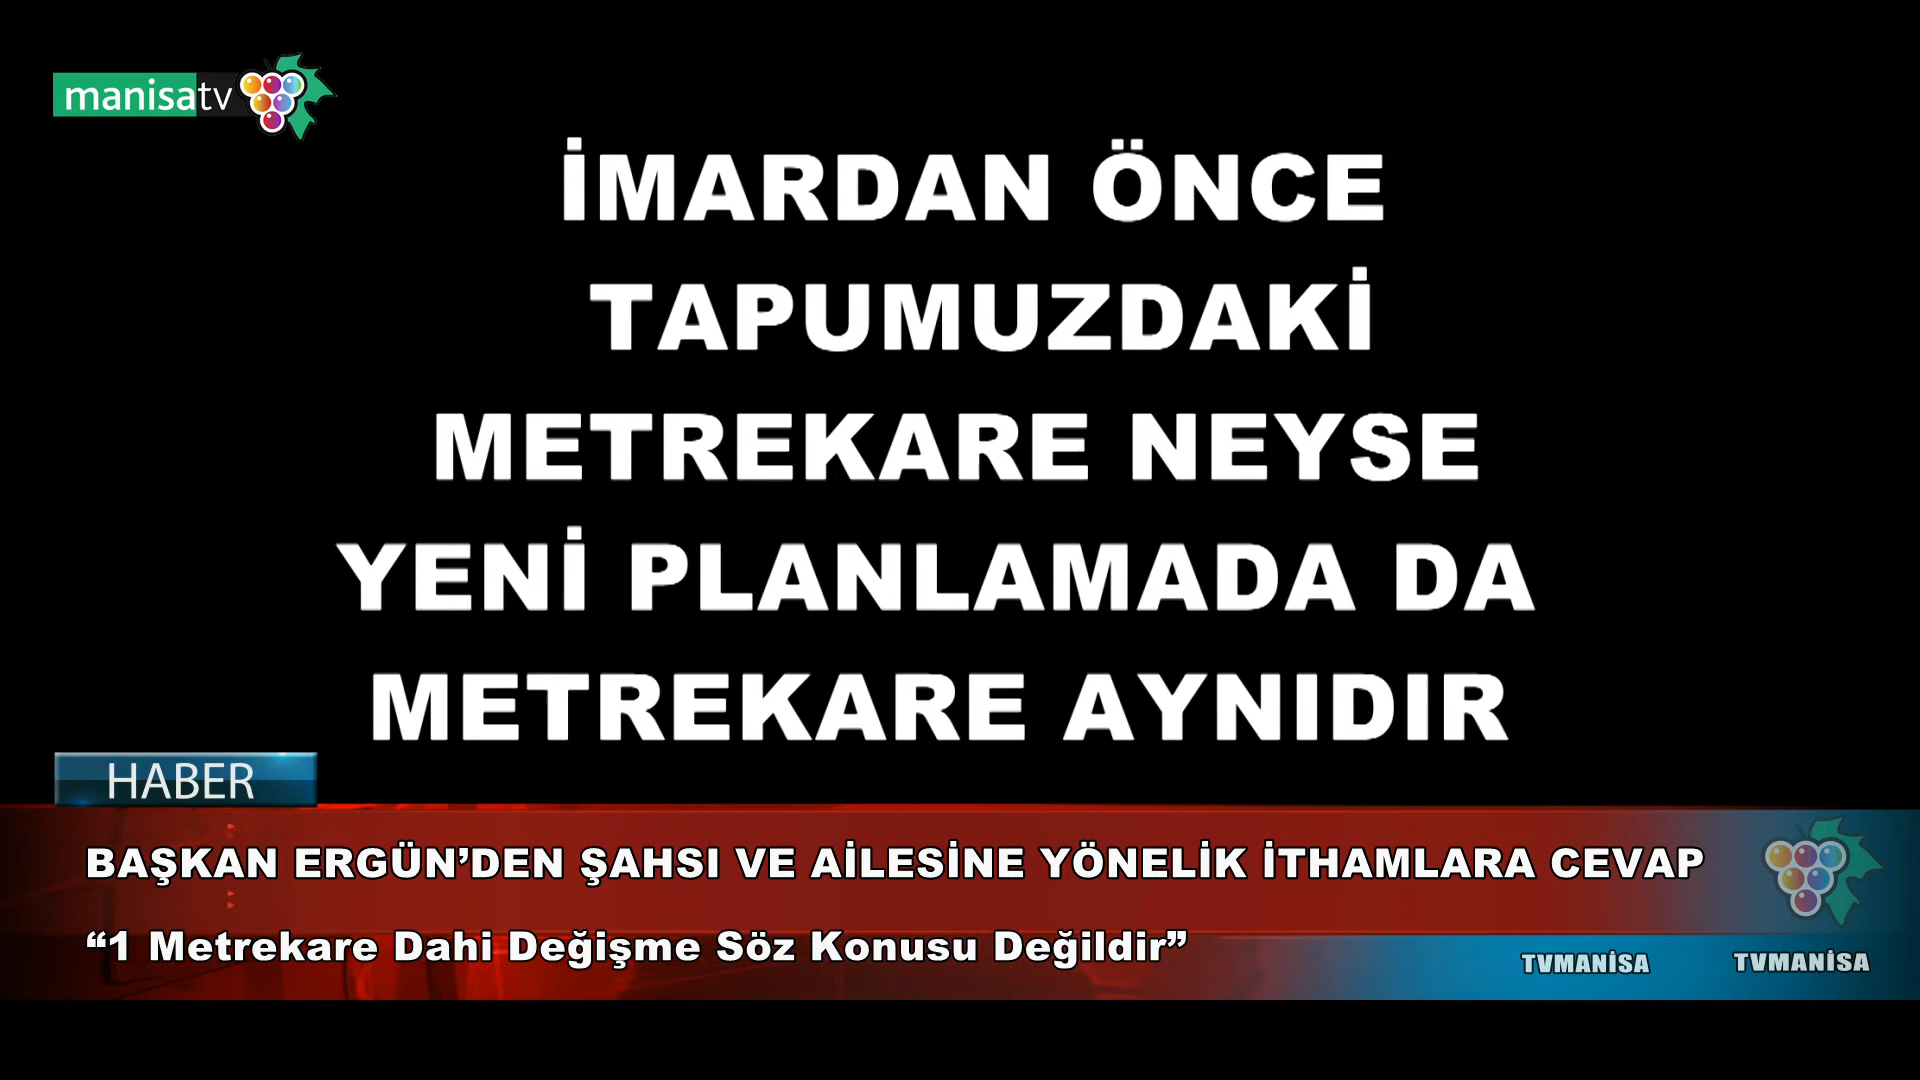 manisatv
İMARDAN ÖNCE
TAPUMUZDAKİ
METREKARE NEYSE
YENİ PLANLAMADA DA
METREKARE AYNIDIR
HABER
BAŞKAN ERGÜN’DEN ŞAHSI VE AİLESİNE YÖNELİK İTHAMLARA CEVAP
“1 Metrekare Dahi Değişme Söz Konusu Değildir”
TVMANİSA TVMANİSA